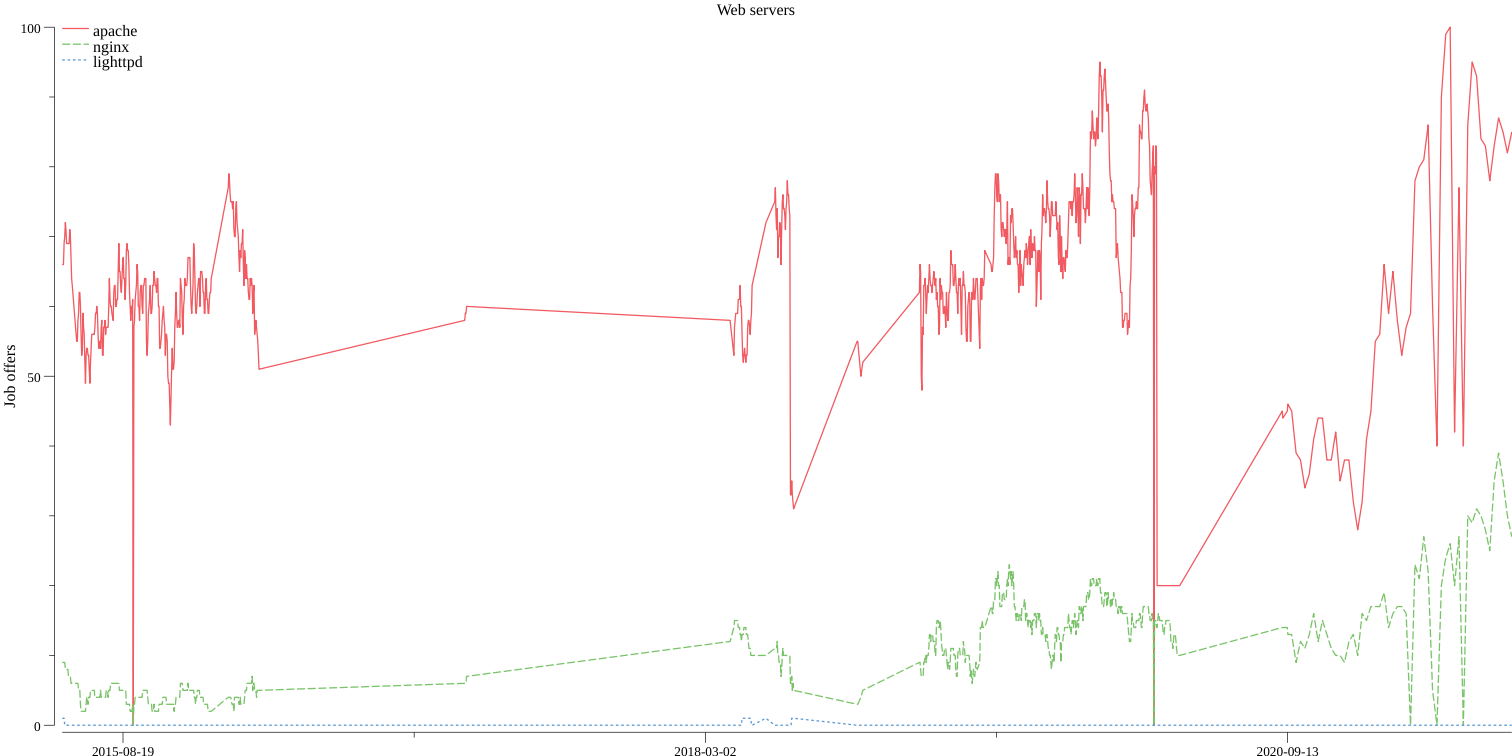 Web servers
100
apache
nginx
lighttpd
50
Job offers
0
2015-08-19
2018-03-02
2020-09-13